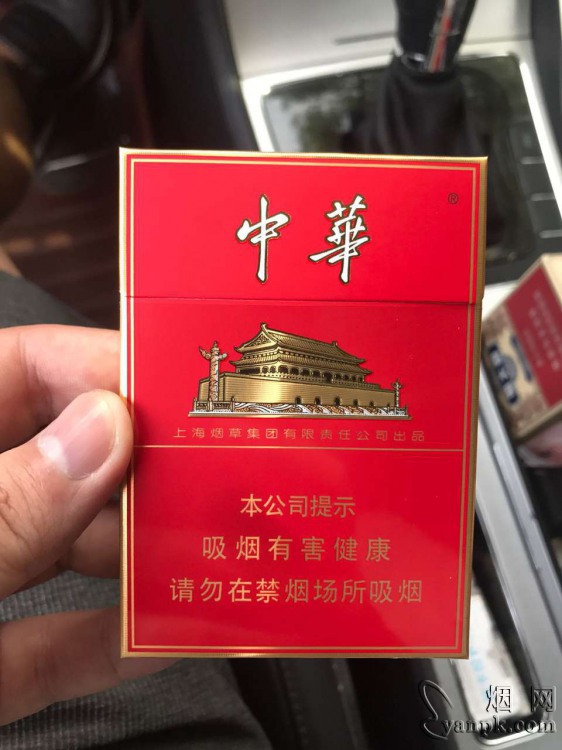 中華
®
上海烟草集团有限责任公司出品
本公司提示
吸烟有害健康
请勿在禁烟场所吸烟
烟网
yanpk.com